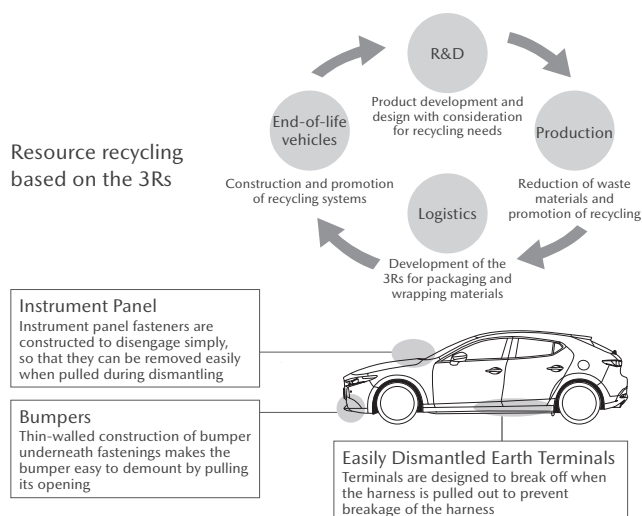 R&D
Product development and
design with consideration
for recycling needs
End-of-life
vehicles
Construction and promotion
of recycling systems
Production
Reduction of waste
materials and
promotion of recycling
Resource recycling
based on the 3Rs
Logistics
Development of the
3Rs for packaging and
wrapping materials
Instrument Panel
Instrument panel fasteners are
constructed to disengage simply,
so that they can be removed easily
when pulled during dismantling
Bumpers
Thin-walled construction of bumper
underneath fastenings makes the
bumper easy to demount by pulling
its opening
Easily Dismantled Earth Terminals
Terminals are designed to break off when
the harness is pulled out to prevent
breakage of the harness